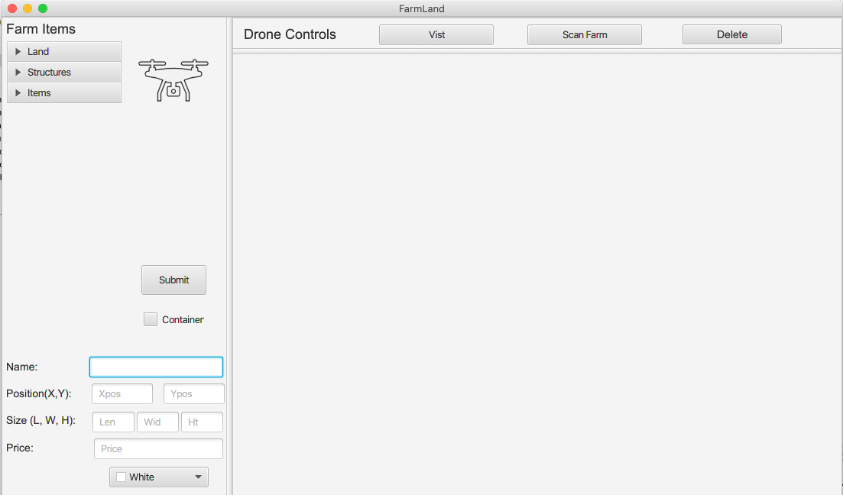 FarmLand
Farm Items
Drone Controls
Vist
Scan Farm
Delete
Land
Structures
Items
Submit
Container
Name:
Position(X,Y):
Xpos
Ypos
Size (L, W, H):
Len
Wid
Ht
Price:
Price
White